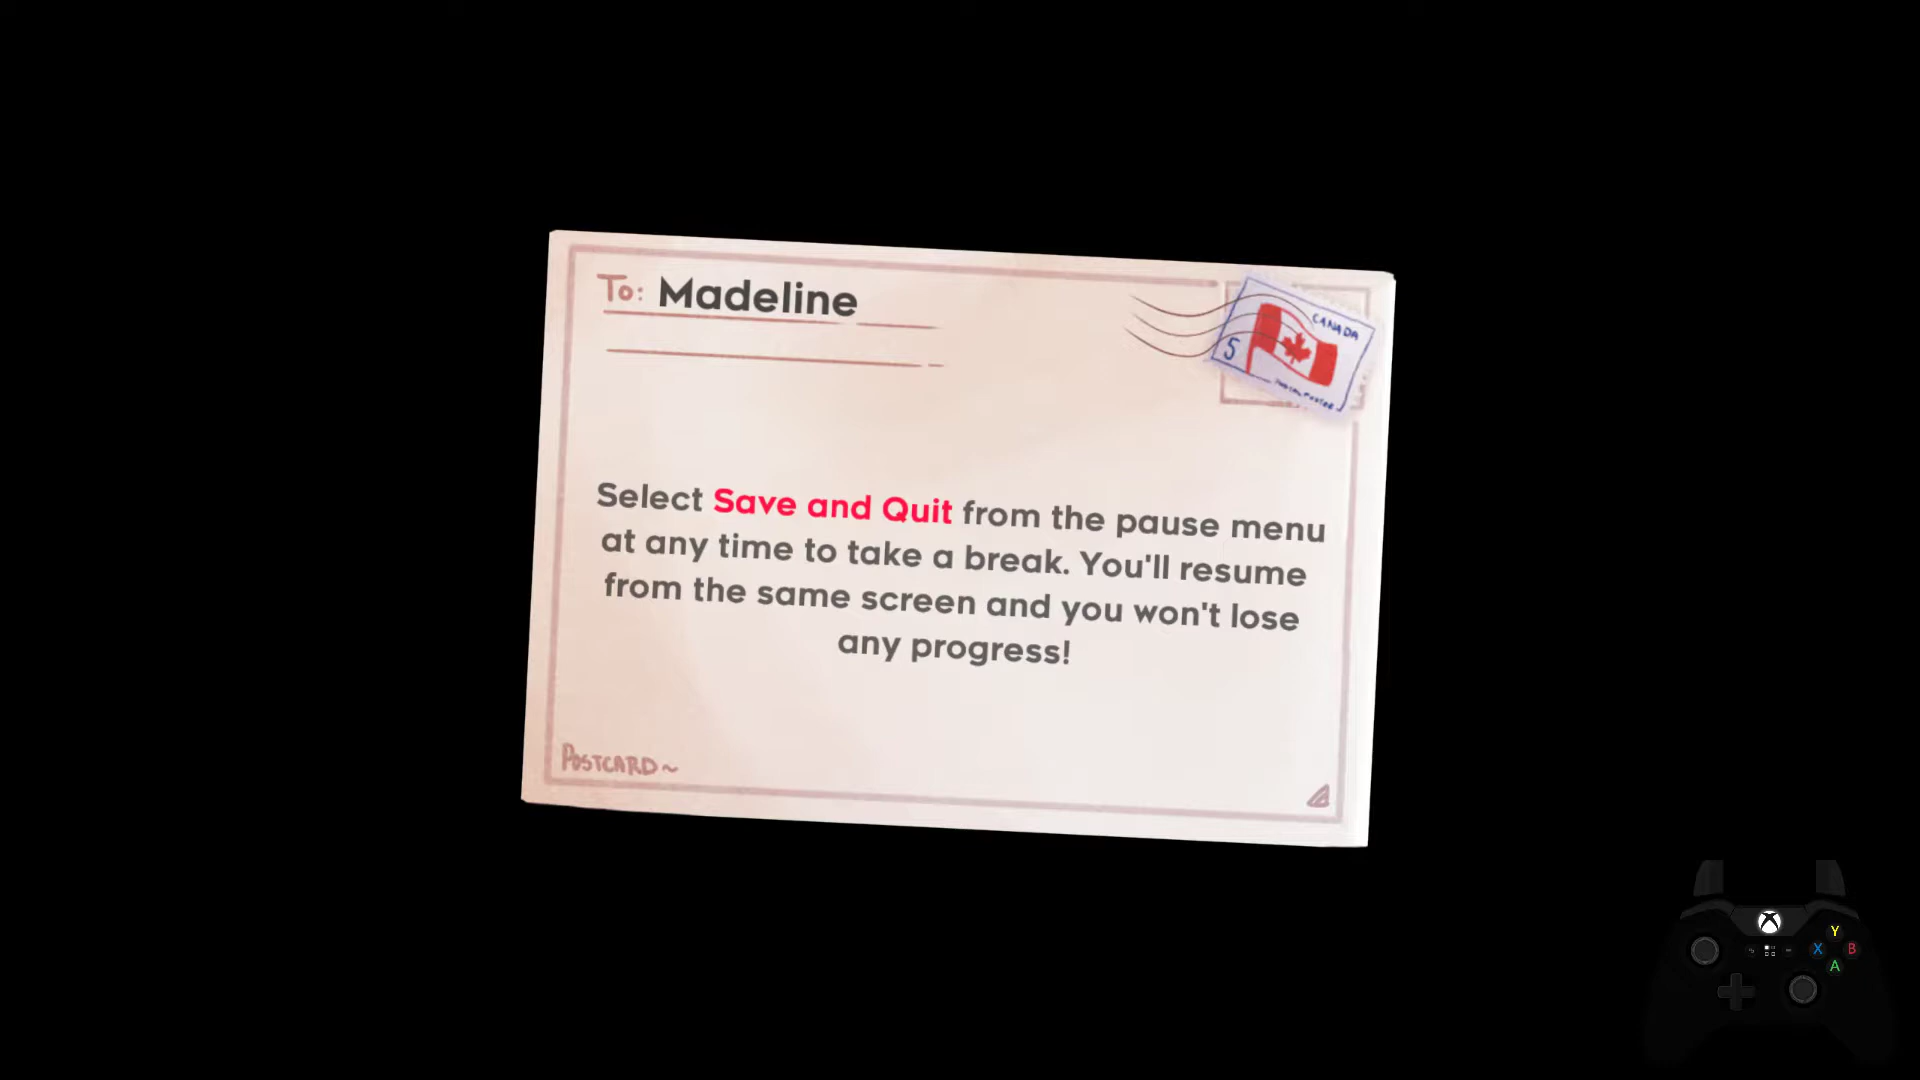 To: Madeline
CANADA
5
Select Save and Quit from the pause menu
at any time to take a break. You'll resume
from the same screen and you won't lose
any progress!
POSTCARD~
Y
X B
A